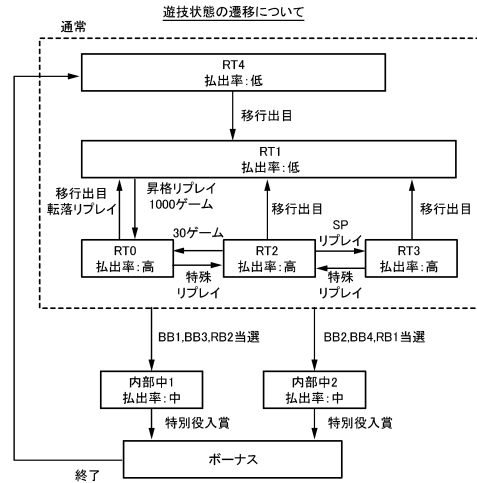 遊技状態の遷移について
通常
RT4
払出率:低
移行出目
RT1
払出率:低
移行出目
転落リプレイ
昇格リプレイ
1000ゲーム
移行出目
移行出目
30ゲーム
SP
リプレイ
RT0
払出率:高
RT2
払出率:高
RT3
払出率:高
特殊
リプレイ
特殊
リプレイ
BB1,BB3,RB2当選
BB2,BB4,RB1当選
内部中1
払出率:中
内部中2
払出率:中
特別役入賞
特別役入賞
ボーナス
終了